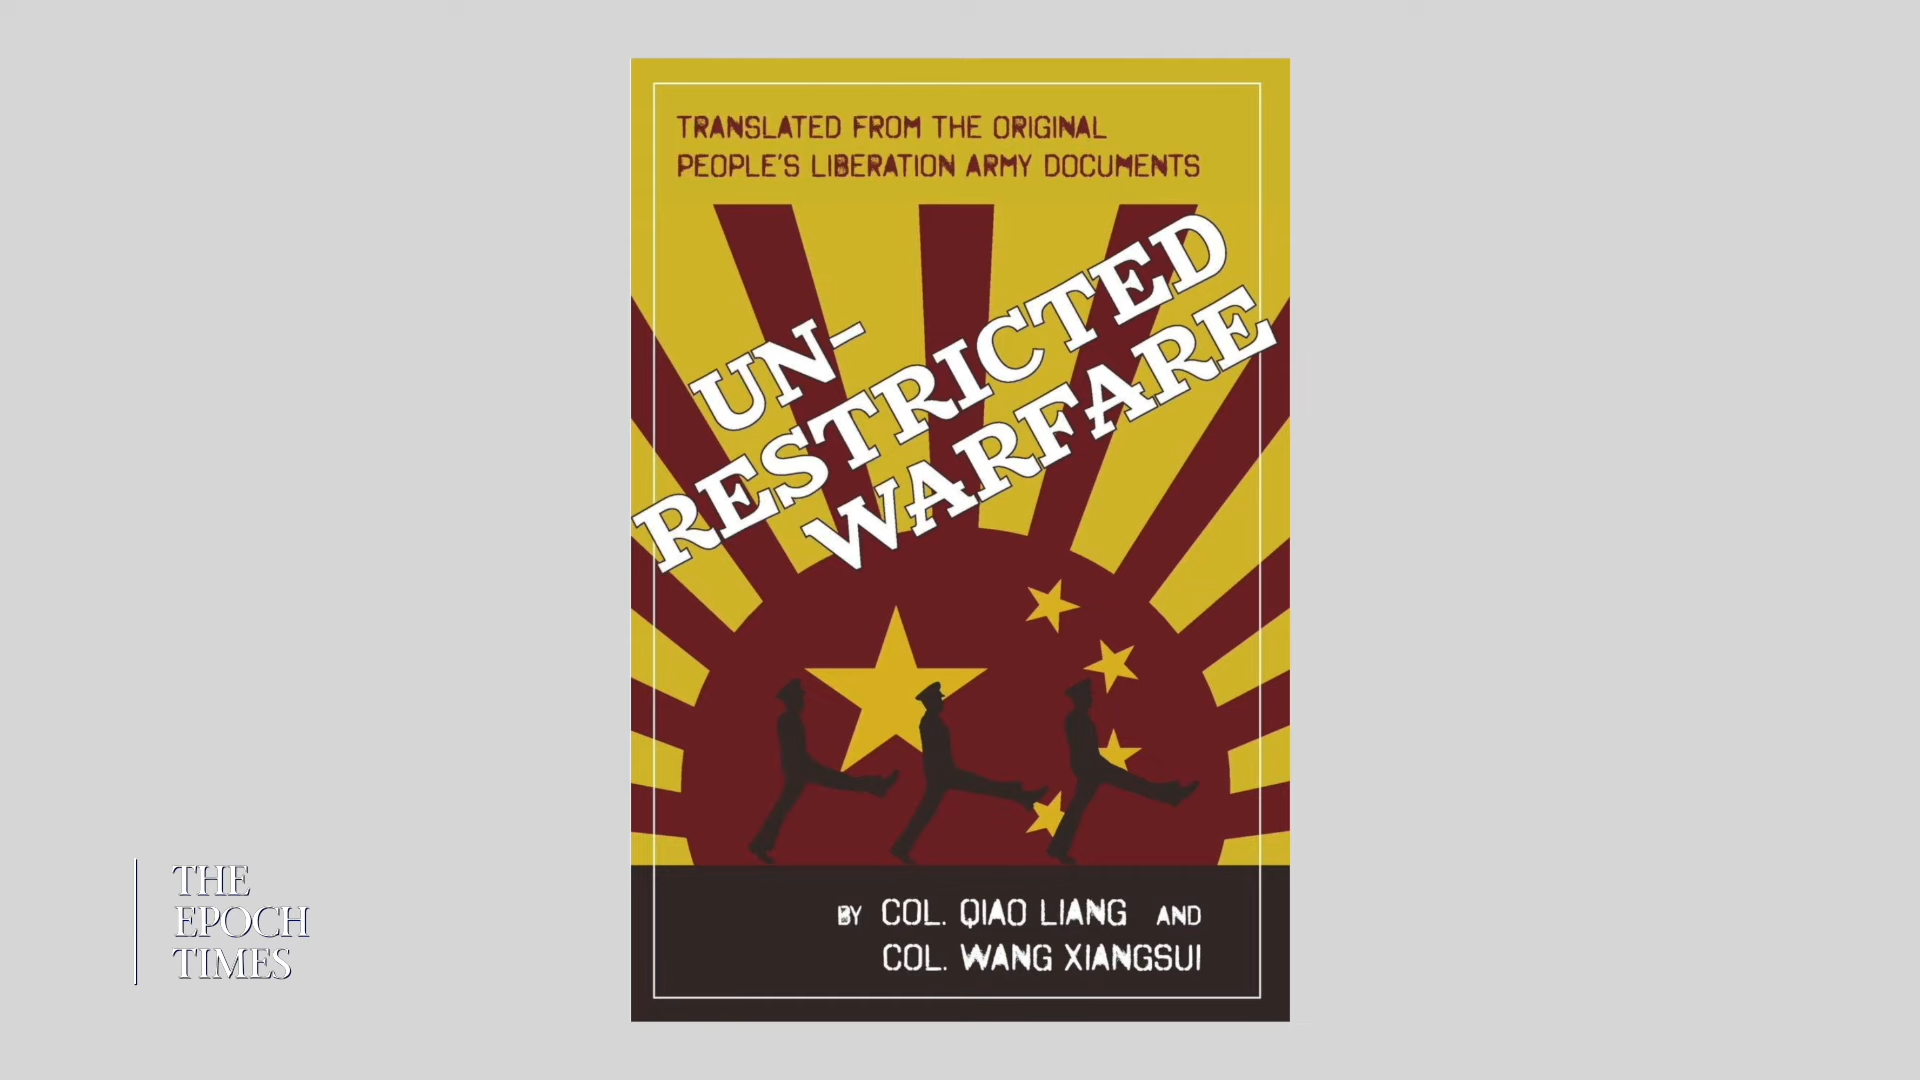 TRANSLATED FROM THE ORIGINAL
PEOPLE'S LIBERATION ARMY DOCUMENTS
UN-
RESTRICTED
WARFARE
BY COL. QIAO LIANG AND
COL. WANG XIANGSUI
THE
EPOCH
TIMES